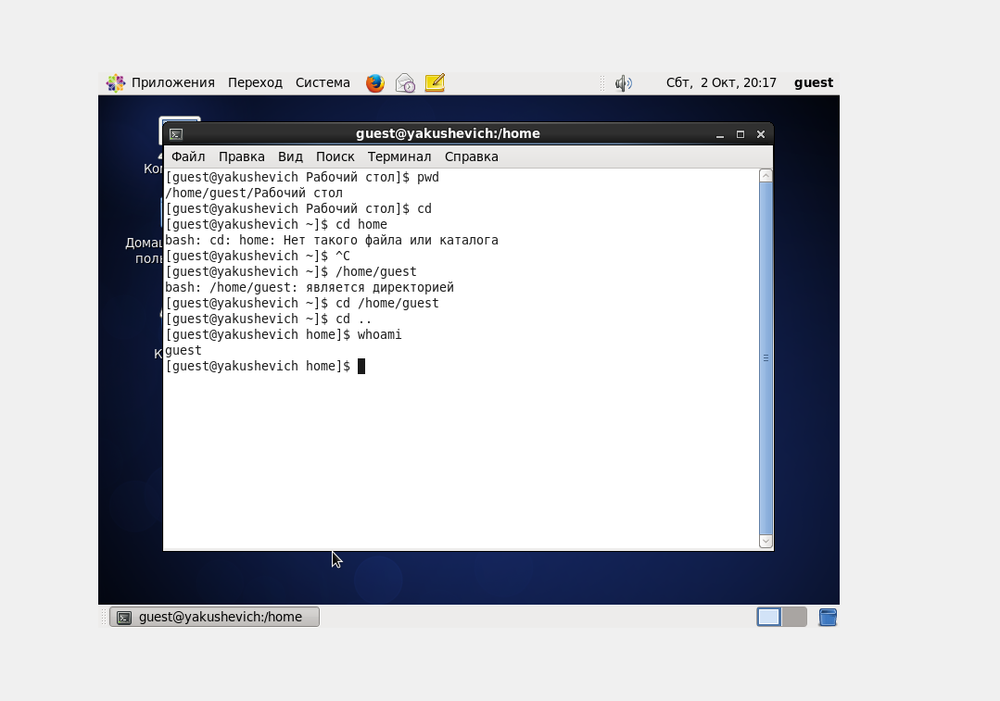 Приложения Переход Система Сбт, 2 Окт, 20:17 guest
guest@yakushevich:/home
Файл Правка Вид Поиск Терминал Справка
[guest@yakushevich Рабочий стол]$ pwd
/home/guest/Рабочий стол
[guest@yakushevich Рабочий стол]$ cd
[guest@yakushevich ~]$ cd home
bash: cd: home: Нет такого файла или каталога
[guest@yakushevich ~]$ ^C
[guest@yakushevich ~]$ /home/guest
bash: /home/guest: является директорией
[guest@yakushevich ~]$ cd /home/guest
[guest@yakushevich ~]$ cd ..
[guest@yakushevich home]$ whoami
guest
[guest@yakushevich home]$
guest@yakushevich:/home